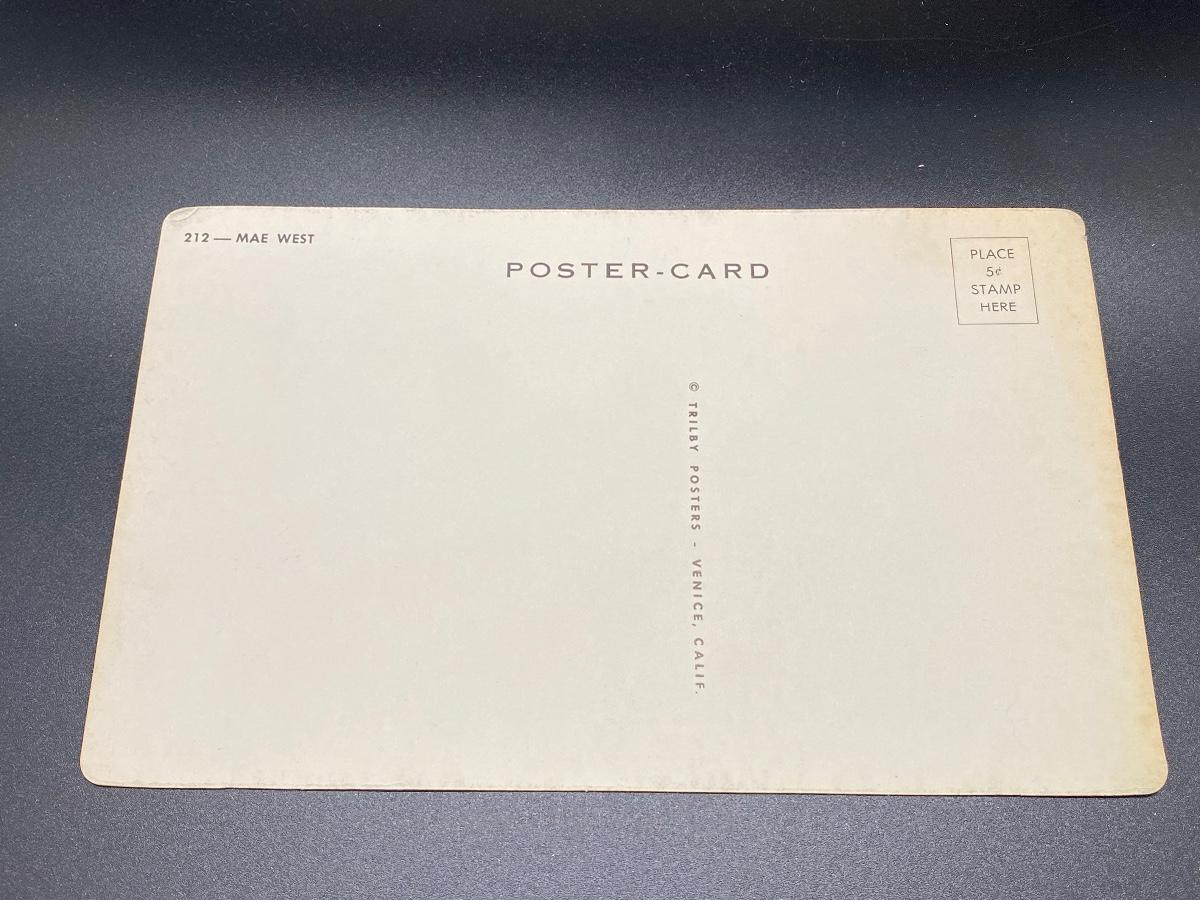 212 — MAE WEST
POSTER-CARD
PLACE
5¢
STAMP
HERE
© TRILBY POSTERS - VENICE, CALIF.